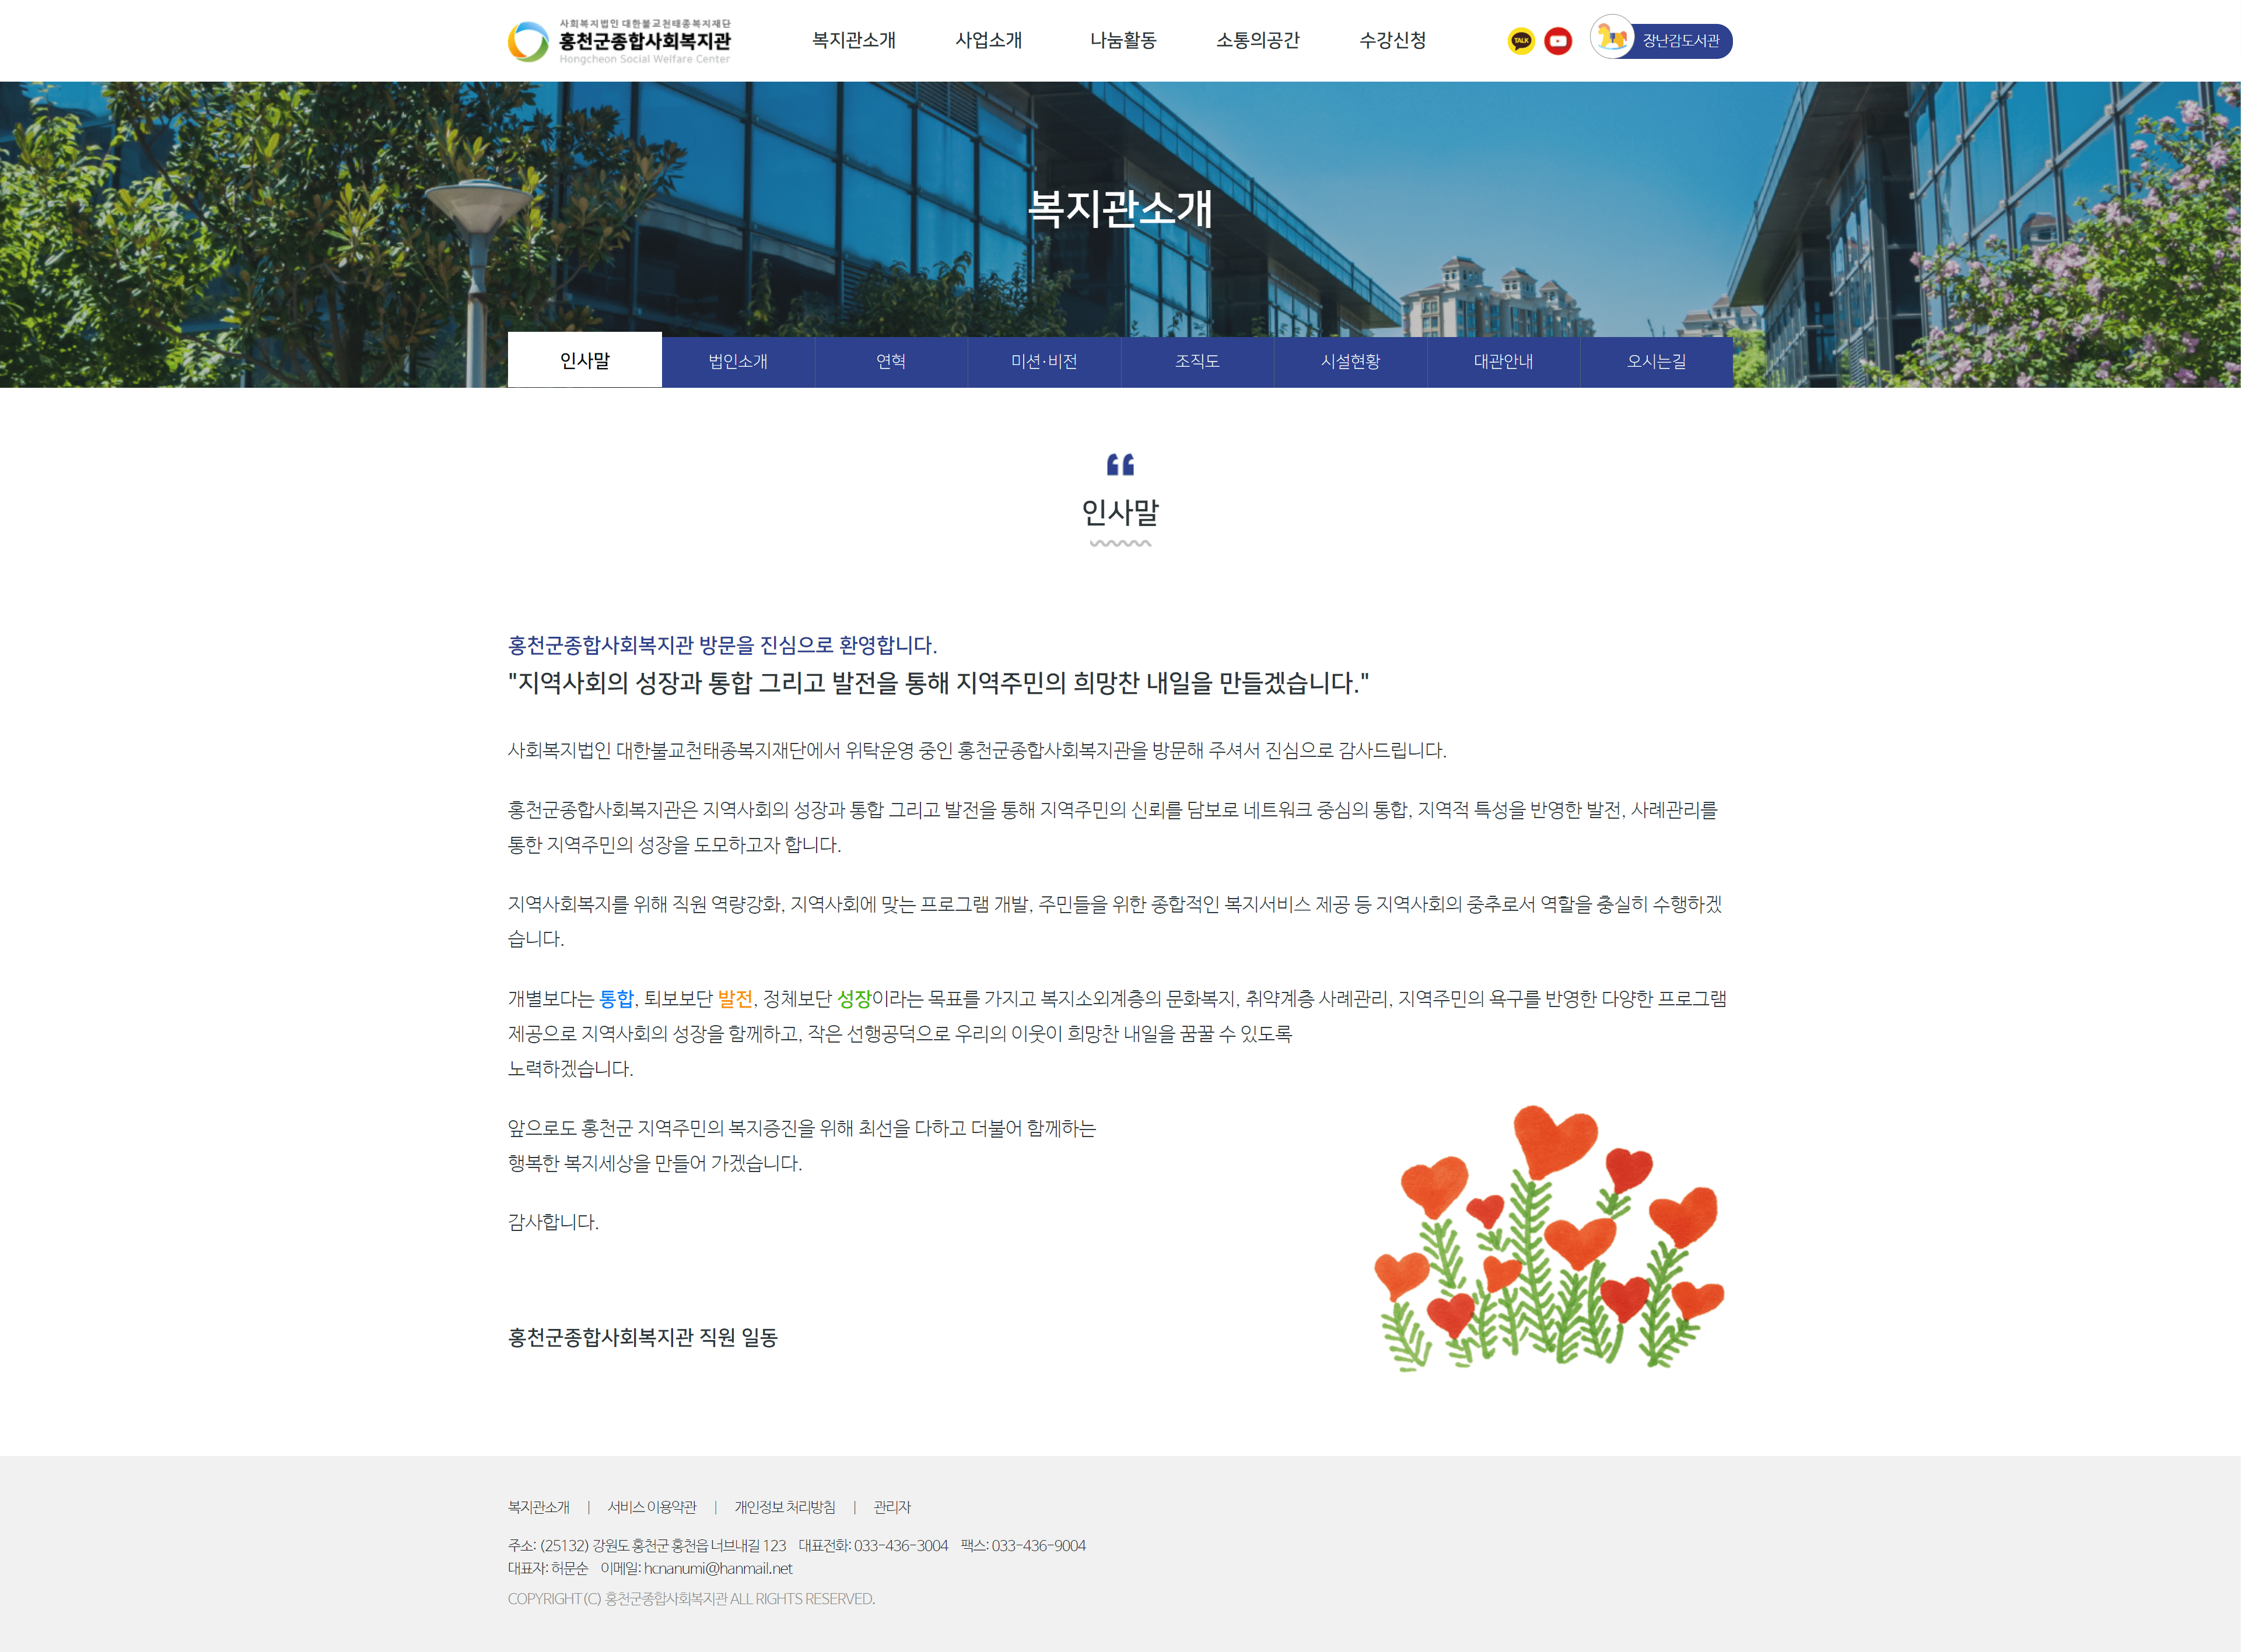 사회복지법인 대한불교천태종복지재단
홍천군종합사회복지관
Hongcheon Social Welfare Center
복지관소개
사업소개
나눔활동
소통의공간
수강신청
TALK
장난감도서관
복지관소개
인사말
법인소개
연혁
미션·비전
조직도
시설현황
대관안내
오시는길
인사말
홍천군종합사회복지관 방문을 진심으로 환영합니다.
"지역사회의 성장과 통합 그리고 발전을 통해 지역주민의 희망찬 내일을 만들겠습니다."
사회복지법인 대한불교천태종복지재단에서 위탁운영 중인 홍천군종합사회복지관을 방문해 주셔서 진심으로 감사드립니다.
홍천군종합사회복지관은 지역사회의 성장과 통합 그리고 발전을 통해 지역주민의 신뢰를 담보로 네트워크 중심의 통합, 지역적 특성을 반영한 발전, 사례관리를
통한 지역주민의 성장을 도모하고자 합니다.
지역사회복지를 위해 직원 역량강화, 지역사회에 맞는 프로그램 개발, 주민들을 위한 종합적인 복지서비스 제공 등 지역사회의 중추로서 역할을 충실히 수행하겠
습니다.
개별보다는 통합, 퇴보보단 발전, 정체보단 성장이라는 목표를 가지고 복지소외계층의 문화복지, 취약계층 사례관리, 지역주민의 욕구를 반영한 다양한 프로그램
제공으로 지역사회의 성장을 함께하고, 작은 선행공덕으로 우리의 이웃이 희망찬 내일을 꿈꿀 수 있도록
노력하겠습니다.
앞으로도 홍천군 지역주민의 복지증진을 위해 최선을 다하고 더불어 함께하는
행복한 복지세상을 만들어 가겠습니다.
감사합니다.
홍천군종합사회복지관 직원 일동
복지관소개 | 서비스 이용약관 | 개인정보 처리방침 | 관리자
주소: (25132) 강원도 홍천군 홍천읍 너브내길 123 대표전화: 033-436-3004 팩스: 033-436-9004
대표자: 허문순 이메일: hcnanumi@hanmail.net
COPYRIGHT (C) 홍천군종합사회복지관 ALL RIGHTS RESERVED.